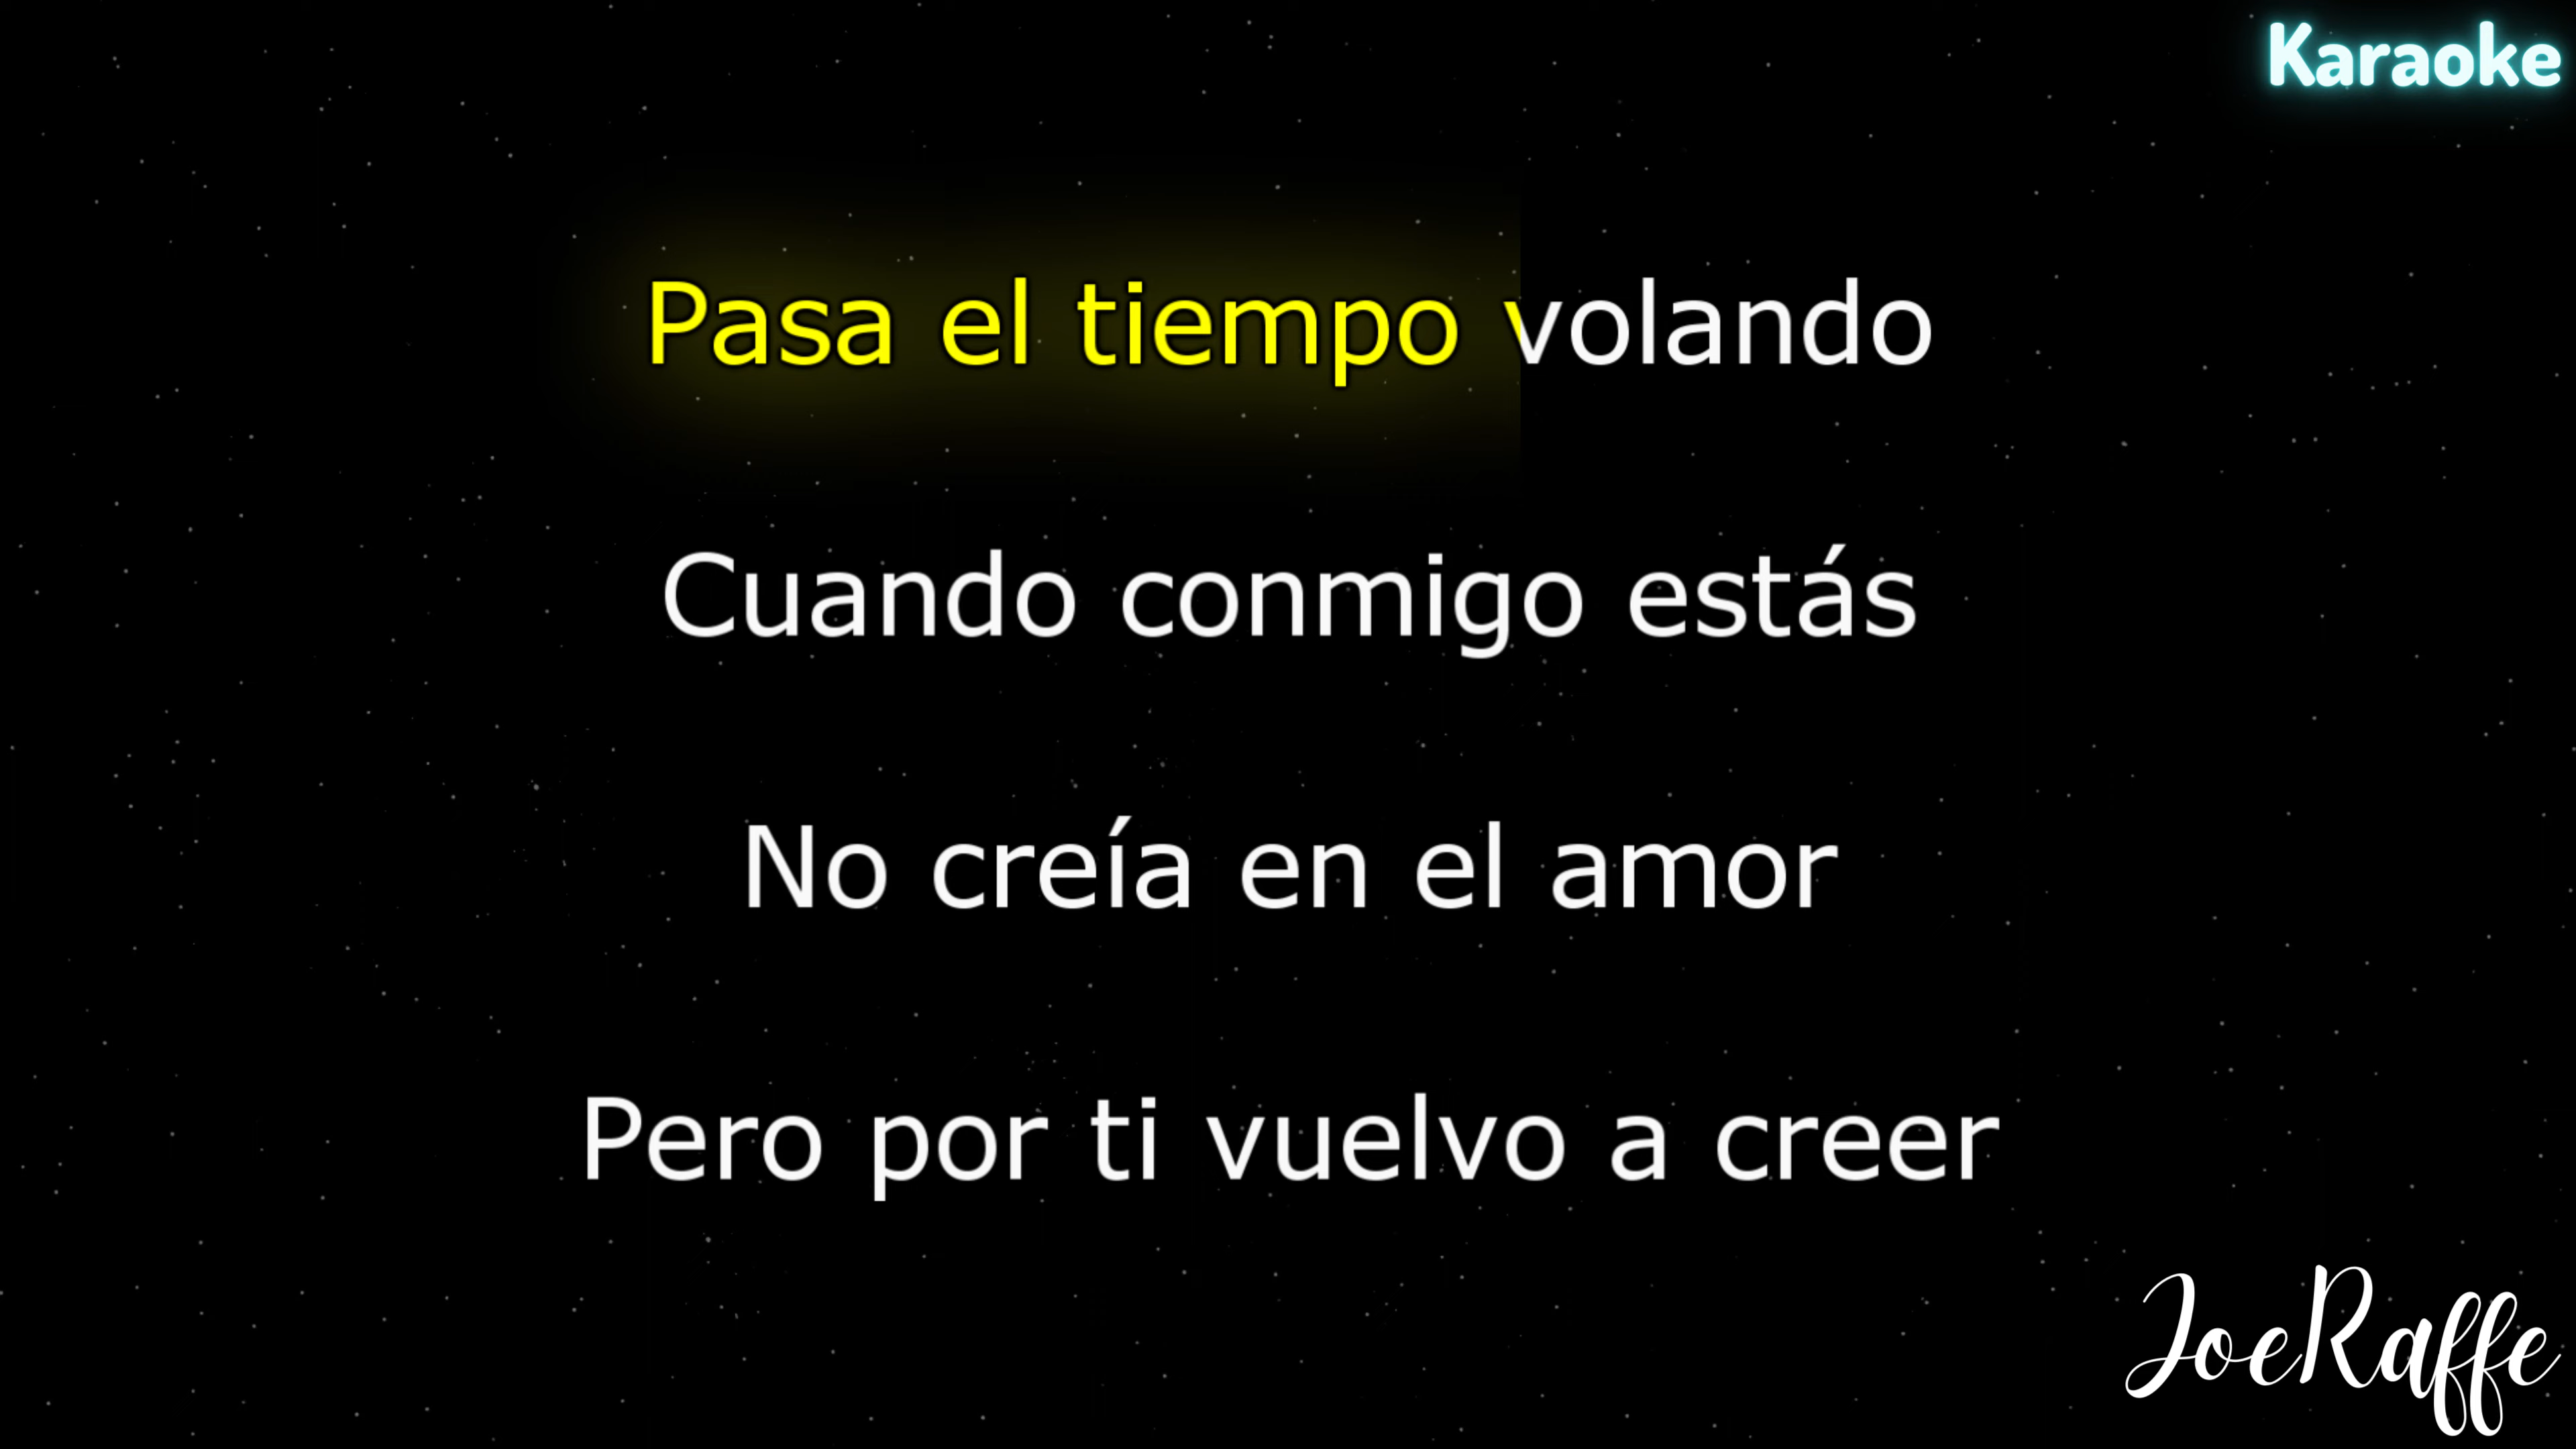 Karaoke
Pasa el tiempo volando
Cuando conmigo estás
No creía en el amor
Pero por ti vuelvo a creer
JoeRaffe